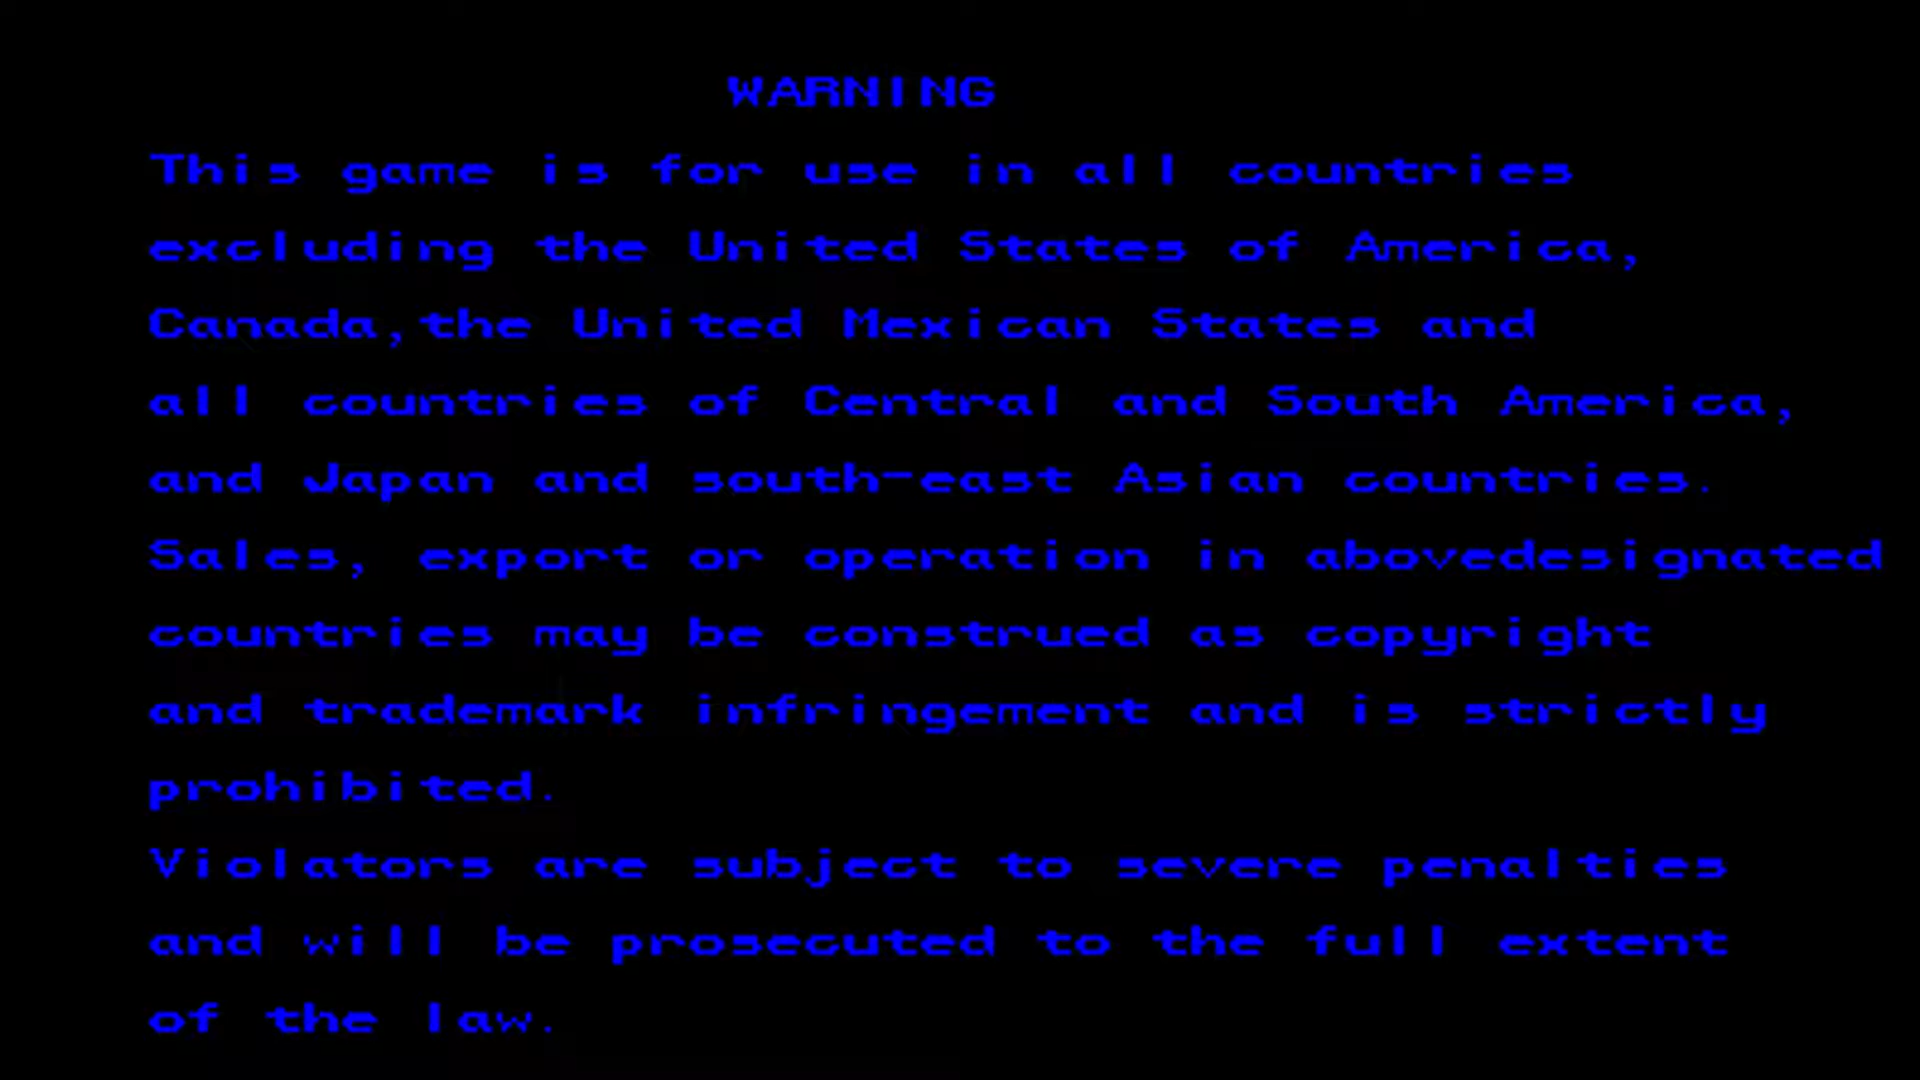 WARNING
This game is for use in all countries
excluding the United States of America,
Canada,the United Mexican States and
all countries of Central and South America,
and Japan and south-east Asian countries.
Sales, export or operation in abovedesignated
countries may be construed as copyright
and trademark infringement and is strictly
prohibited.
Violators are subject to severe penalties
and will be prosecuted to the full extent
of the law.